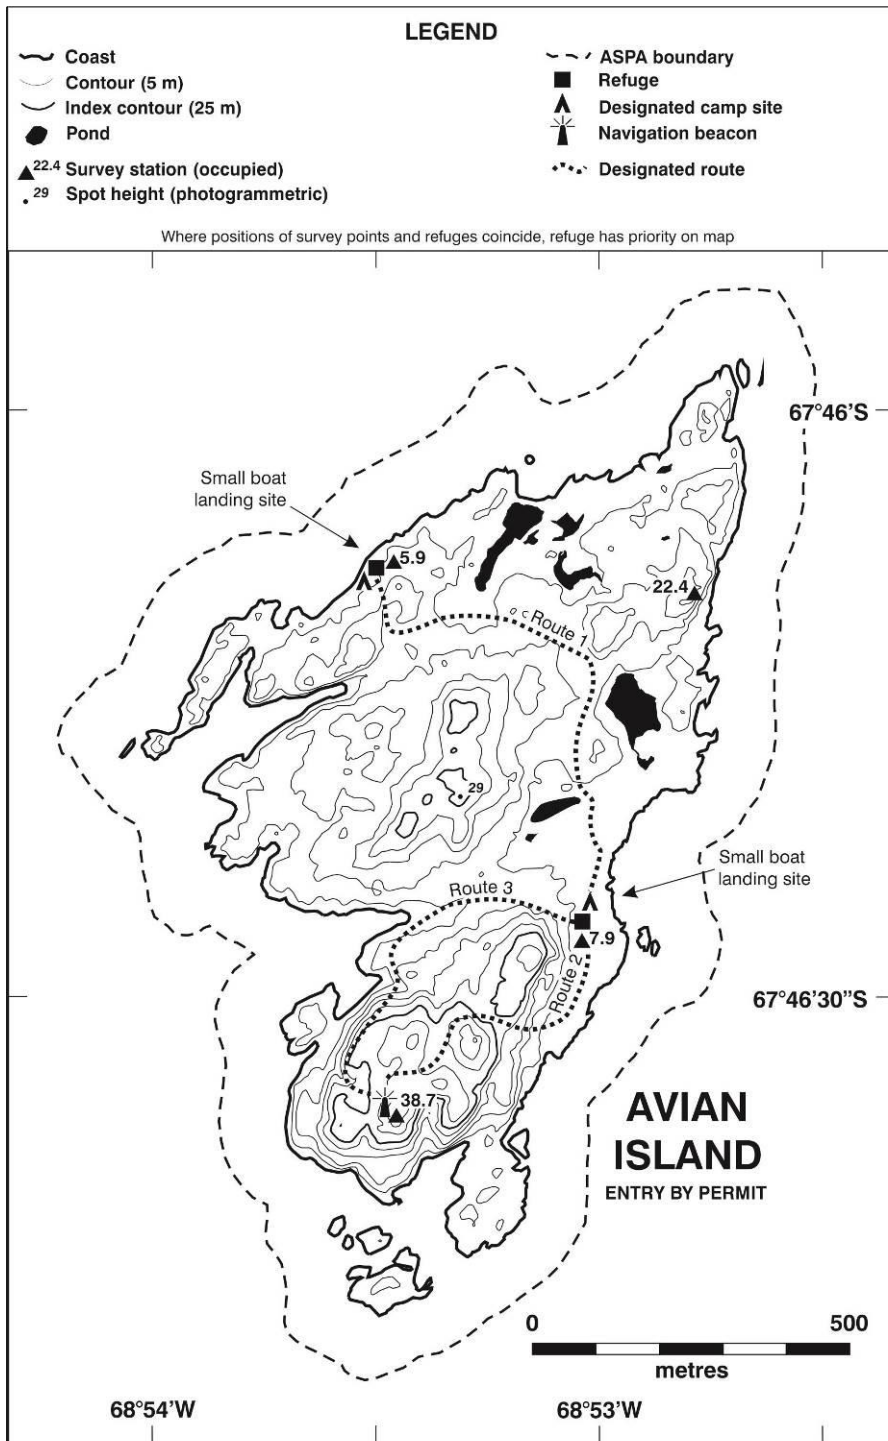 LEGEND
Coast
Contour (5 m)
Index contour (25 m)
Pond
22.4 Survey station (occupied)
29 Spot height (photogrammetric)
ASPA boundary
Refuge
Designated camp site
Navigation beacon
Designated route
Where positions of survey points and refuges coincide, refuge has priority on map
67°46'S
Small boat
landing site
5.9
22.4
Route 1
29
Small boat
landing site
Route 3
7.9
Route 2
67°46'30"S
38.7
AVIAN
ISLAND
ENTRY BY PERMIT
0 500
metres
68°54'W 68°53'W